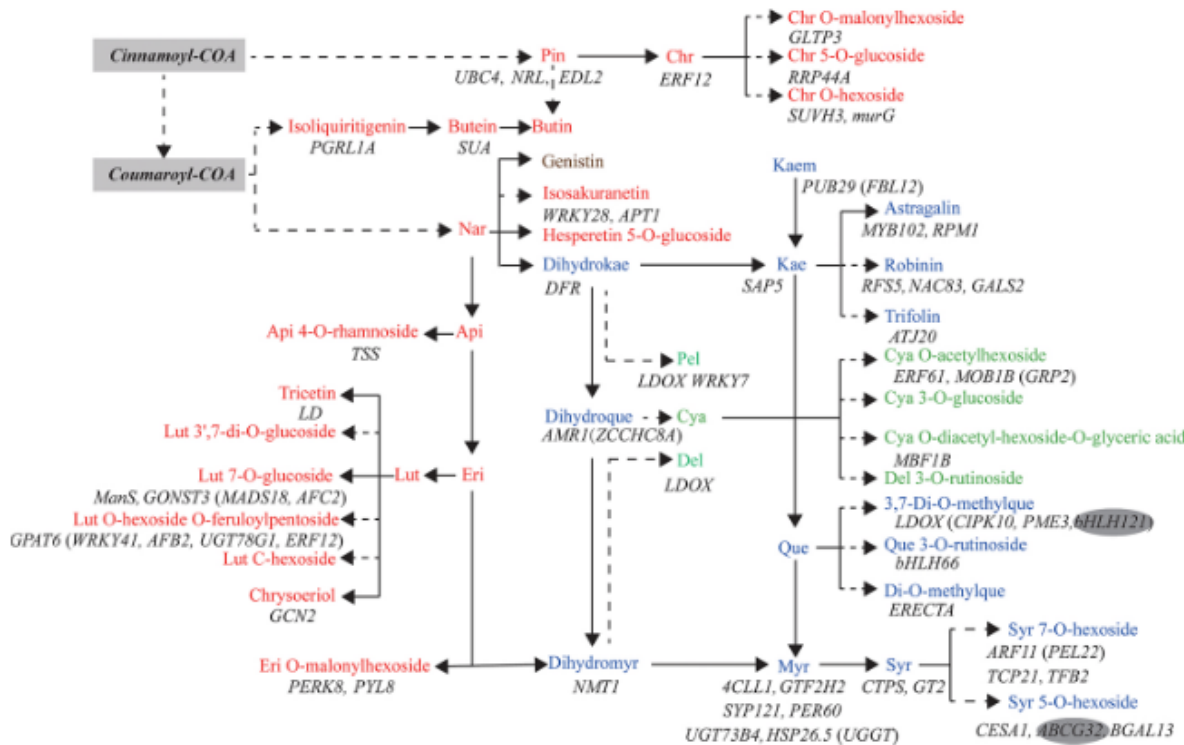 Chr O-malonylhexoside
GLTP3
Cinnamoyl-COA
Pin
Chr
Chr 5-O-glucoside
UBC4, NRL, EDL2
ERF12
RRP44A
Chr O-hexoside
SUVH3, murG
Isoliquiritigenin
Butein
Butin
PGRL1A
SUA
Coumaroyl-COA
Genistin
Kaem
PUB29 (FBL12)
Isosakuranetin
WRKY28, APT1
Astragalin
MYB102, RPM1
Nar
Hesperetin 5-O-glucoside
Dihydrokae
Kae
Robinin
DFR
SAP5
RFS5, NAC83, GALS2
Trifolin
ATJ20
Api 4-O-rhamnoside
Api
TSS
Pel
LDOX WRKY7
Cya O-acetylhexoside
ERF61, MOB1B (GRP2)
Cya 3-O-glucoside
Tricetin
LD
Dihydroque
Cya
AMR1(ZCCHC8A)
Lut 3',7-di-O-glucoside
Cya O-diacetyl-hexoside-O-glyceric acid
MBF1B
Del
LDOX
Lut 7-O-glucoside
Lut
Eri
Del 3-O-rutinoside
ManS, GONST3 (MADS18, AFC2)
3,7-Di-O-methylque
LDOX (CIPK10, PME3,bHLH121)
Lut O-hexoside O-feruloylpentoside
GPAT6 (WRKY41, AFB2, UGT78G1, ERF12)
Que
Que 3-O-rutinoside
bHLH66
Lut C-hexoside
Di-O-methylque
ERECTA
Chrysoeriol
GCN2
Syr 7-O-hexoside
ARF11 (PEL22)
TCP21, TFB2
Eri O-malonylhexoside
Dihydromyr
Myr
Syr
PERK8, PYL8
NMT1
4CLL1, GTF2H2
CTPS, GT2
SYP121, PER60
UGT73B4, HSP26.5 (UGGT)
Syr 5-O-hexoside
CESA1, ABCG32, BGAL13